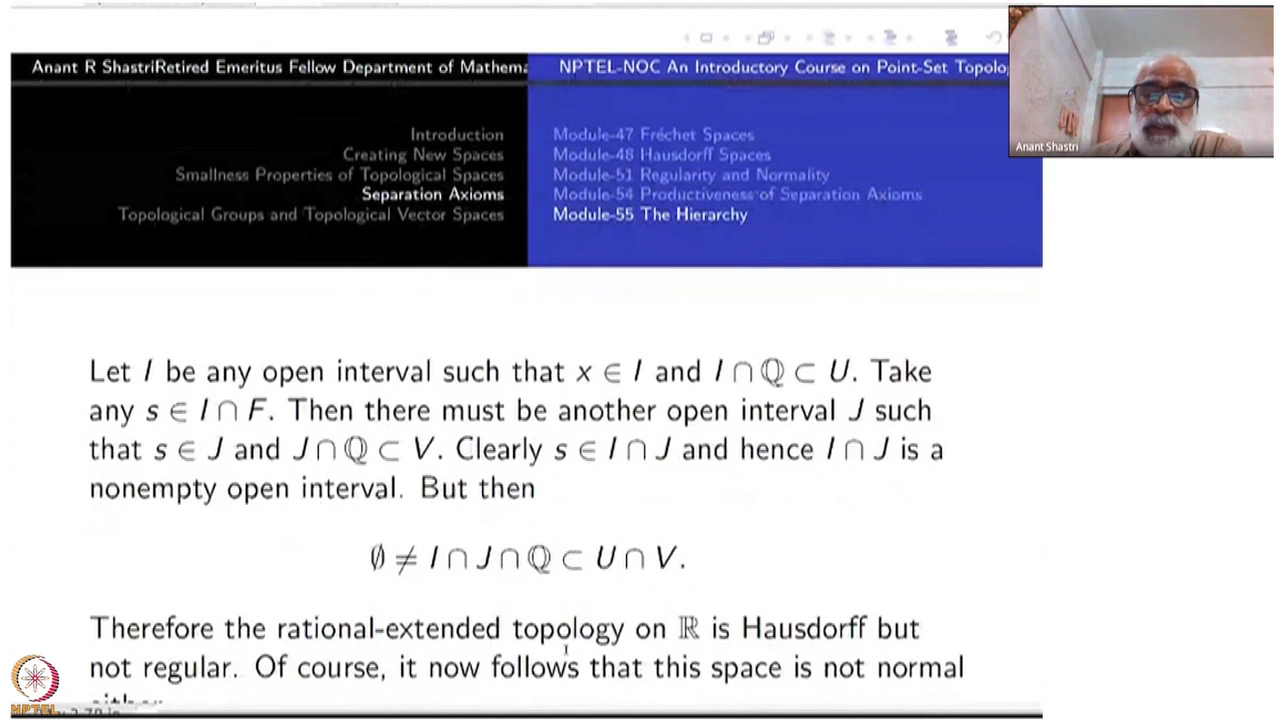 Anant R ShastriRetired Emeritus Fellow Department of Mathema
NPTEL-NOC An Introductory Course on Point-Set Topolo
Anant Shastri
Introduction
Creating New Spaces
Smallness Properties of Topological Spaces
Separation Axioms
Topological Groups and Topological Vector Spaces
Module-47 Fréchet Spaces
Module-48 Hausdorff Spaces
Module-51 Regularity and Normality
Module-54 Productiveness of Separation Axioms
Module-55 The Hierarchy
Let I be any open interval such that x ∈ I and I ∩ ℚ ⊂ U. Take
any s ∈ I ∩ F. Then there must be another open interval J such
that s ∈ J and J ∩ ℚ ⊂ V. Clearly s ∈ I ∩ J and hence I ∩ J is a
nonempty open interval. But then
∅ ≠ I ∩ J ∩ ℚ ⊂ U ∩ V.
Therefore the rational-extended topology on ℝ is Hausdorff but
not regular. Of course, it now follows that this space is not normal
NPTEL